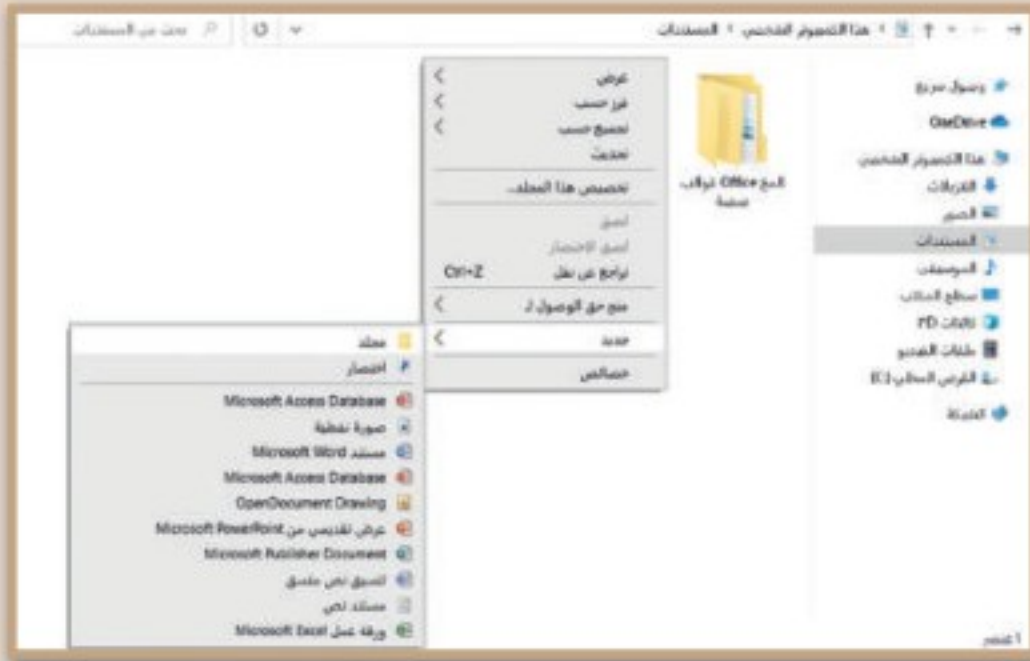 هذا الكمبيوتر الشخصي › المستندات
بحث عن المستندات
وصول سريع
OneDrive
هذا الكمبيوتر الشخصي
التنزيلات
الصور
المستندات
الموسيقى
سطح المكتب
كائنات 3D
ملفات الفيديو
القرص المحلي (C:)
الشبكة
1 عنصر
Office قوالب
عرض
فرز حسب
تجميع حسب
تحديث
تخصيص هذا المجلد...
لصق
لصق الاختصار
تراجع عن نقل Ctrl+Z
منح حق الوصول لـ
جديد
خصائص
مجلد
اختصار
Microsoft Access Database
صورة نقطية
مستند Microsoft Word
Microsoft Access Database
OpenDocument Drawing
عرض تقديمي من Microsoft PowerPoint
Microsoft Publisher Document
تنسيق نص منسق
مستند نص
ورقة عمل Microsoft Excel